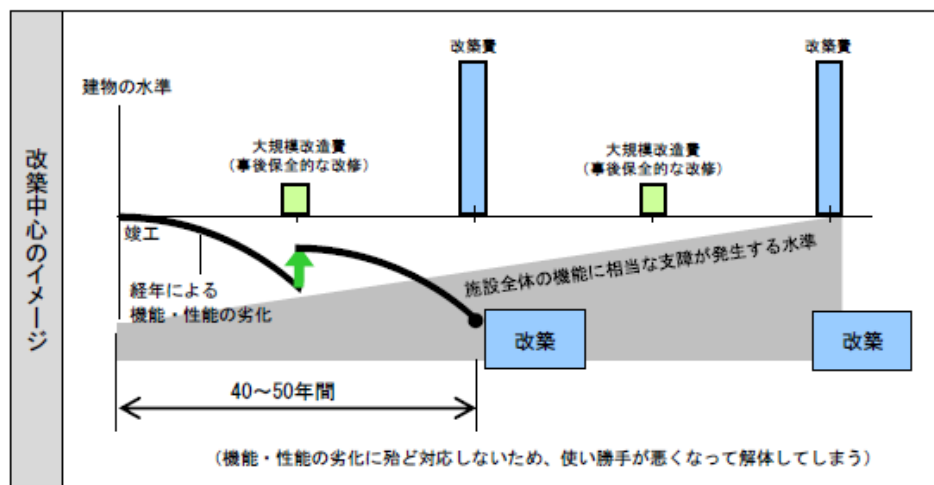 改築中心のイメージ
建物の水準
改築費
改築費
大規模改造費
(事後保全的な改修)
大規模改造費
(事後保全的な改修)
竣工
経年による
機能・性能の劣化
施設全体の機能に相当な支障が発生する水準
改築
改築
40~50年間
(機能・性能の劣化に殆ど対応しないため、使い勝手が悪くなって解体してしまう)